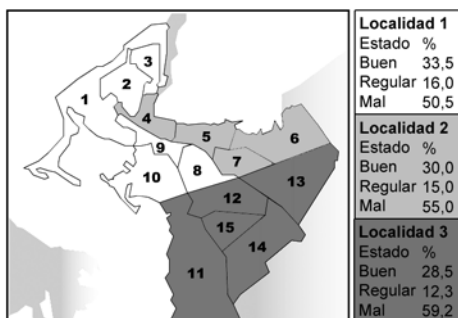 3
2
1
4
5
6
9
7
8
10
13
12
15
14
11
Localidad 1
Estado %
Buen 33,5
Regular 16,0
Mal 50,5
Localidad 2
Estado %
Buen 30,0
Regular 15,0
Mal 55,0
Localidad 3
Estado %
Buen 28,5
Regular 12,3
Mal 59,2